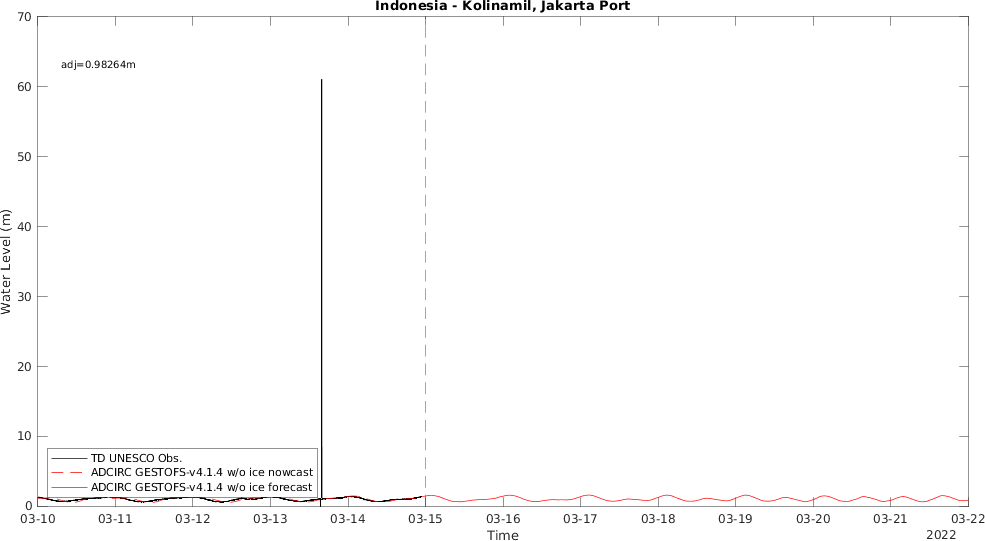 Indonesia - Kolinamil, Jakarta Port
70
adj=0.98264m
60
50
40
30
20
10
0
Water Level (m)
TD UNESCO Obs.
ADCIRC GESTOFS-v4.1.4 w/o ice nowcast
ADCIRC GESTOFS-v4.1.4 w/o ice forecast
03-10 03-11 03-12 03-13 03-14 03-15 03-16 03-17 03-18 03-19 03-20 03-21 03-22
Time
2022